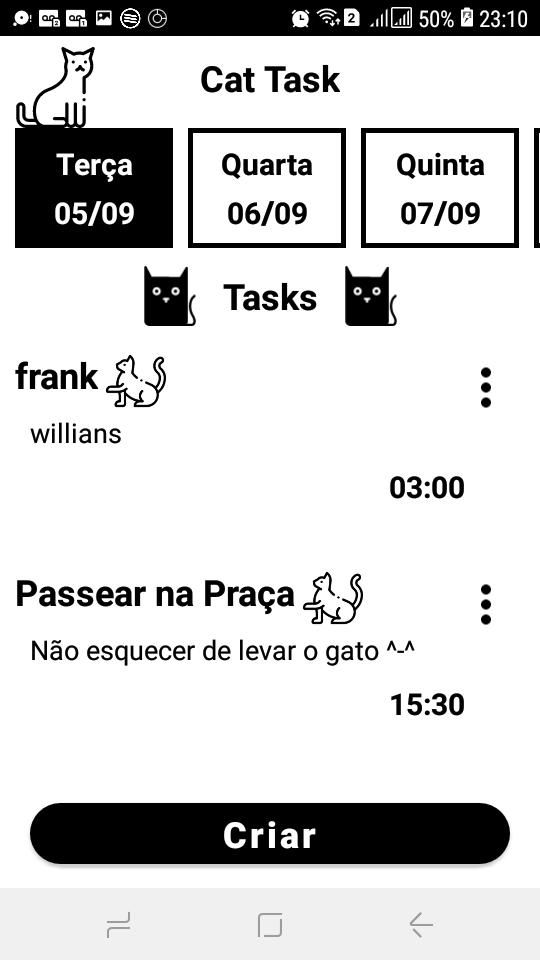 50% 23:10
Cat Task
Terça Quarta Quinta
05/09 06/09 07/09
Tasks
frank
willians
03:00
Passear na Praça
Não esquecer de levar o gato ^-^
15:30
Criar